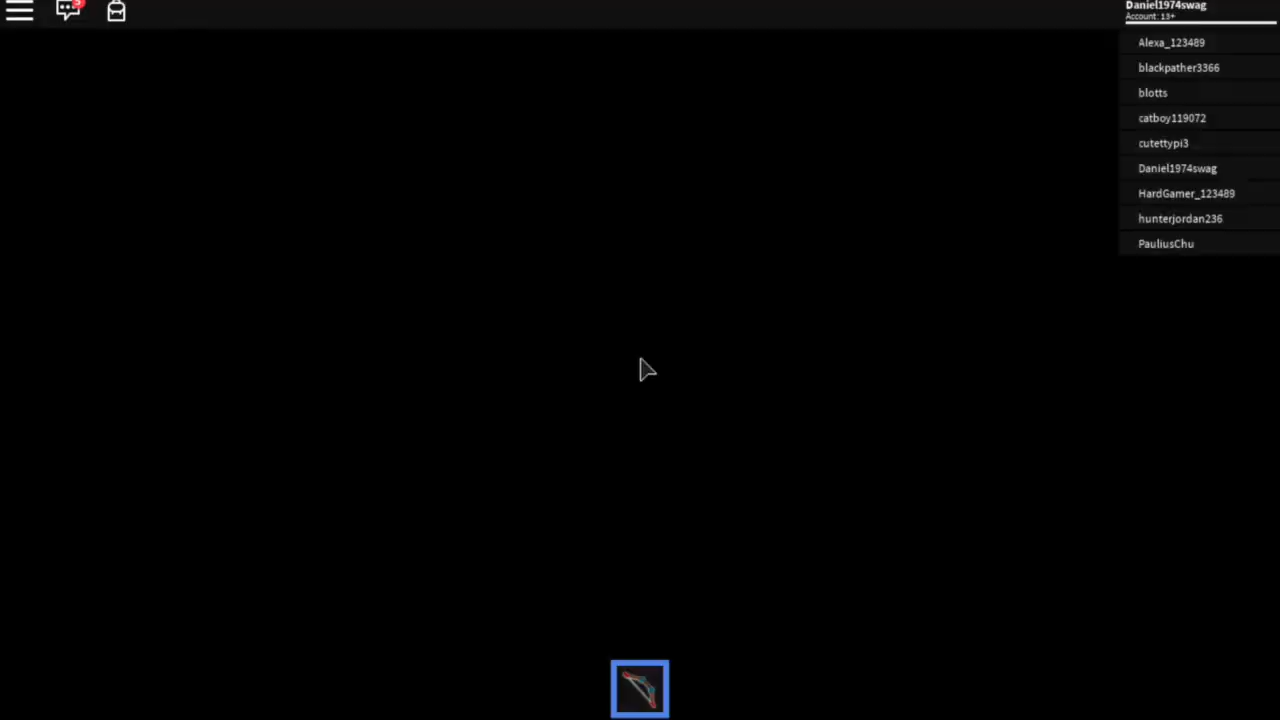 Daniel1974swag
Account: 13+
Alexa_123489
blackpather3366
blotts
catboy119072
cutettypi3
Daniel1974swag
HardGamer_123489
hunterjordan236
PauliusChu